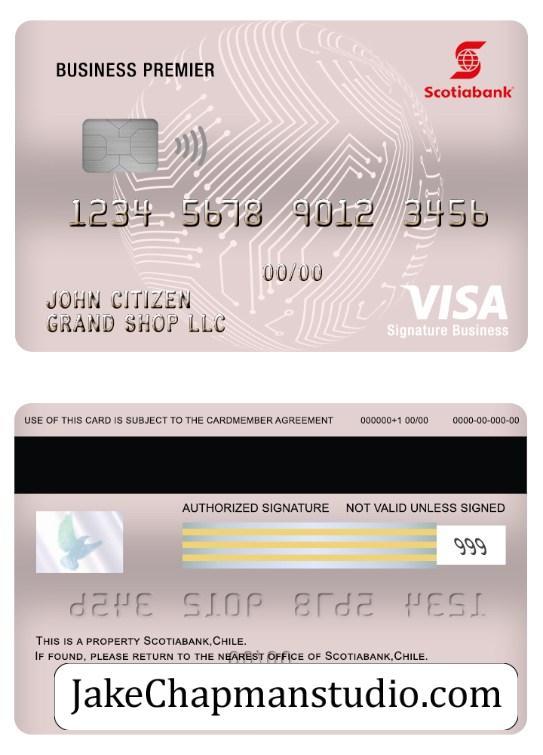 BUSINESS PREMIER
Scotiabank
1234 5678 9012 3456
00/00
JOHN CITIZEN
GRAND SHOP LLC
VISA
Signature Business
USE OF THIS CARD IS SUBJECT TO THE CARDMEMBER AGREEMENT 000000+1 00/00 0000-00-000-00
AUTHORIZED SIGNATURE NOT VALID UNLESS SIGNED
999
THIS IS A PROPERTY SCOTIABANK,CHILE.
IF FOUND, PLEASE RETURN TO THE NEAREST OFFICE OF SCOTIABANK,CHILE.
JakeChapmanstudio.com